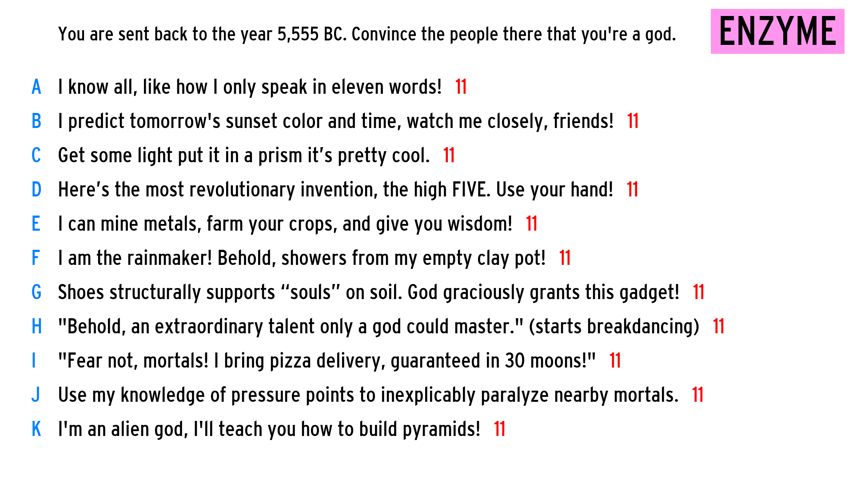 You are sent back to the year 5,555 BC. Convince the people there that you're a god.
ENZYME
A I know all, like how I only speak in eleven words! 11
B I predict tomorrow's sunset color and time, watch me closely, friends! 11
C Get some light put it in a prism it’s pretty cool. 11
D Here’s the most revolutionary invention, the high FIVE. Use your hand! 11
E I can mine metals, farm your crops, and give you wisdom! 11
F I am the rainmaker! Behold, showers from my empty clay pot! 11
G Shoes structurally supports “souls” on soil. God graciously grants this gadget! 11
H "Behold, an extraordinary talent only a god could master." (starts breakdancing) 11
I "Fear not, mortals! I bring pizza delivery, guaranteed in 30 moons!" 11
J Use my knowledge of pressure points to inexplicably paralyze nearby mortals. 11
K I'm an alien god, I'll teach you how to build pyramids! 11